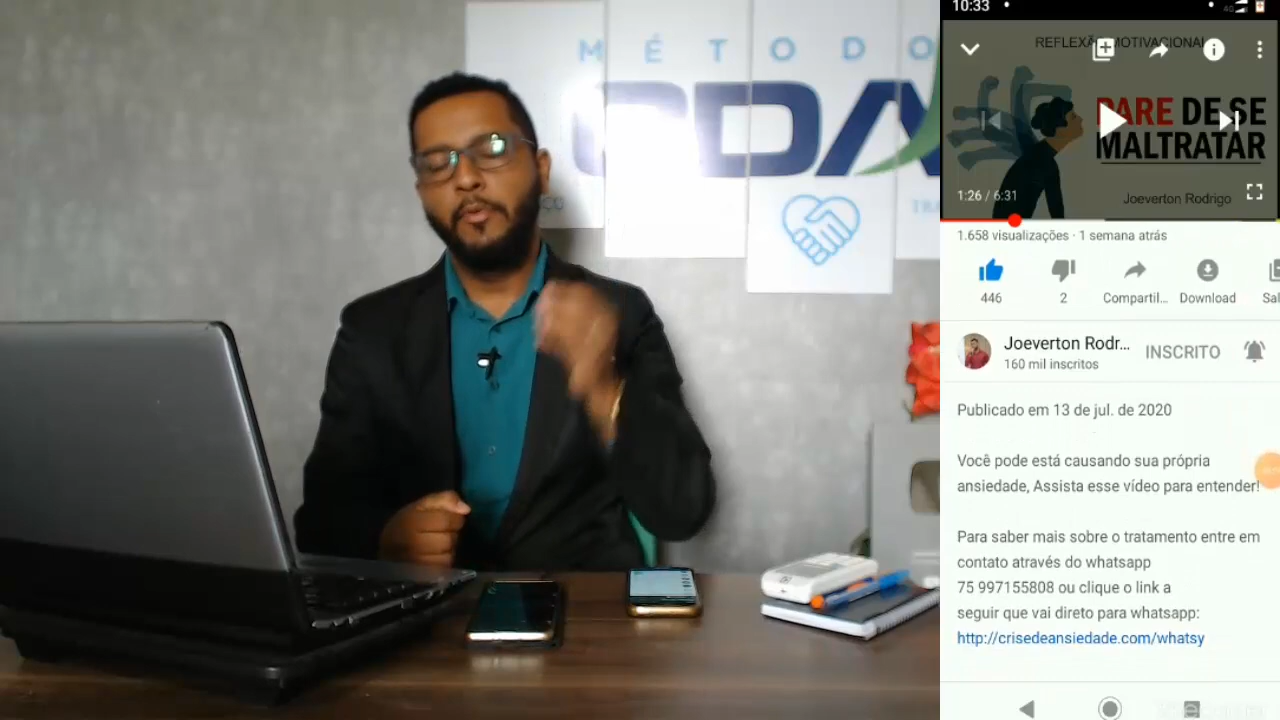 MÉTODO
CDA
10:33
4G
REFLEXÃO MOTIVACIONAL
PARE DE SE
MALTRATAR
1:26 / 6:31
Joeverton Rodrigo
1.658 visualizações · 1 semana atrás
446
2
Compartil...
Download
Sal
Joeverton Rodr...
INSCRITO
160 mil inscritos
Publicado em 13 de jul. de 2020
Você pode está causando sua própria
ansiedade, Assista esse vídeo para entender!
Para saber mais sobre o tratamento entre em
contato através do whatsapp
75 997155808 ou clique o link a
seguir que vai direto para whatsapp:
http://crisedeansiedade.com/whatsy